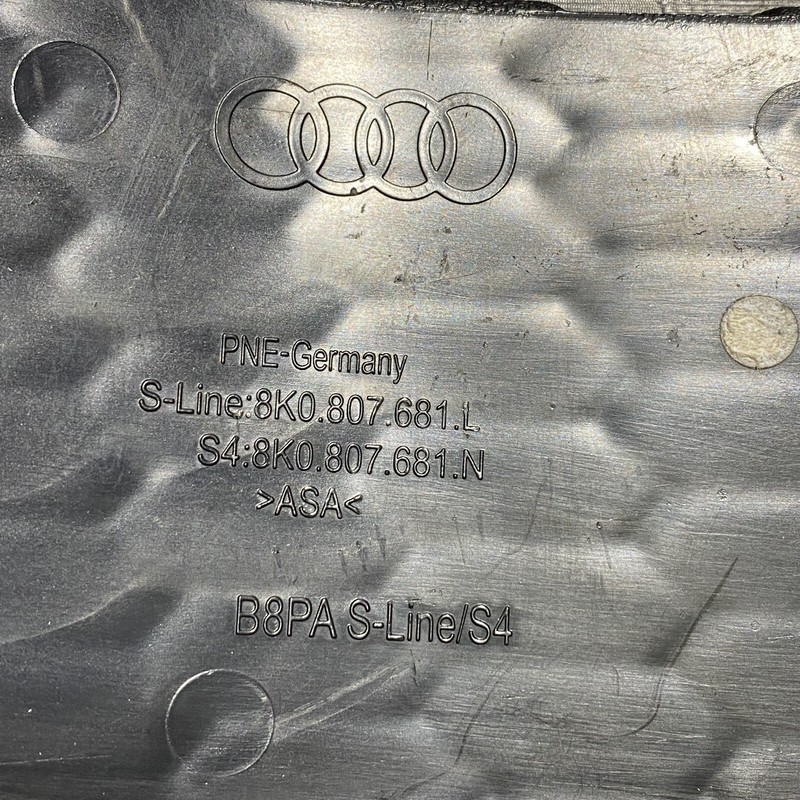 PNE-Germany
S-Line:8K0.807.681.L
S4:8K0.807.681.N
>ASA<
B8PA S-Line/S4